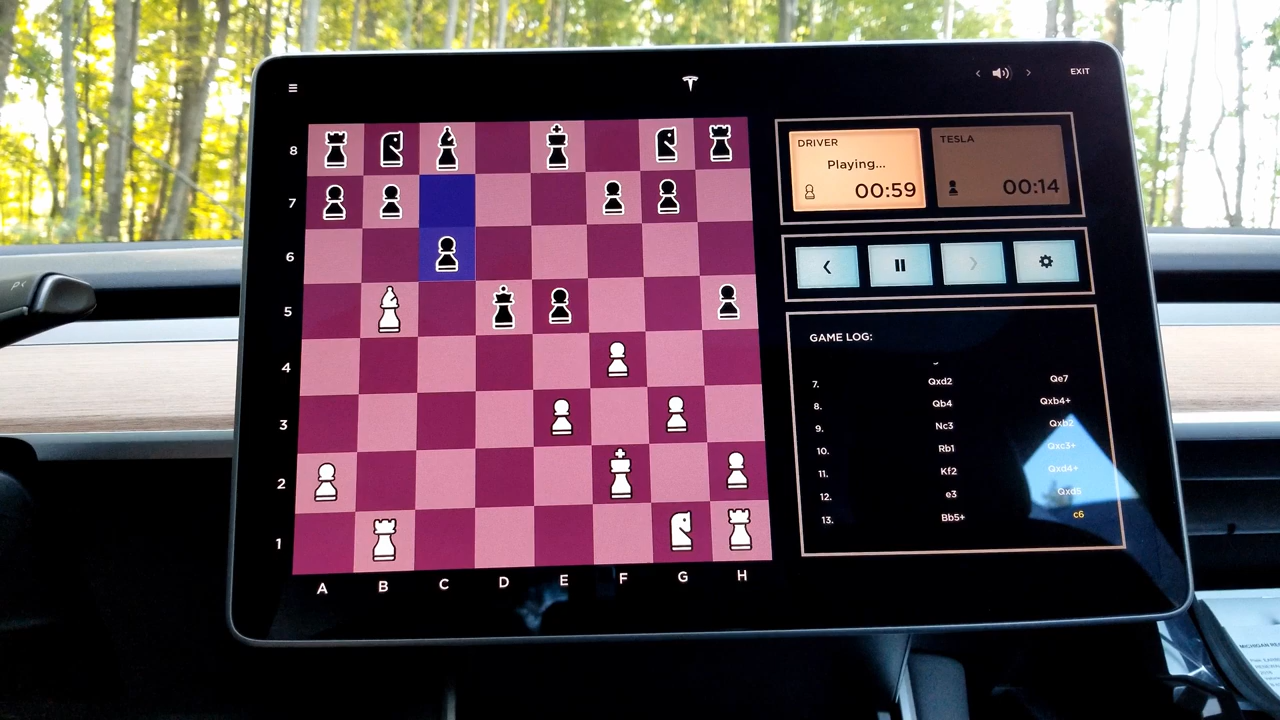 EXIT
DRIVER
Playing...
00:59
TESLA
00:14
8
7
6
5
4
3
2
1
A B C D E F G H
GAME LOG:
7. Qxd2 Qe7
8. Qb4 Qxb4+
9. Nc3 Qxb2
10. Rb1 Qxc3+
11. Kf2 Qxd4+
12. e3 Qxd5
13. Bb5+ c6
MICHIGAN